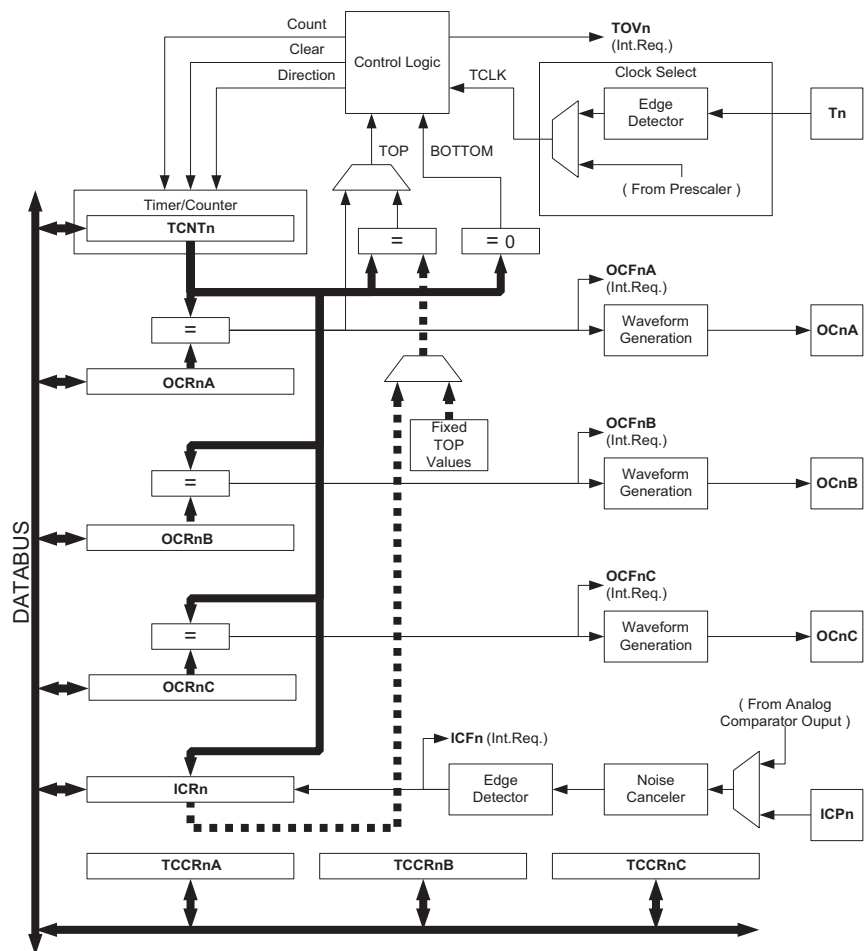 Count
Clear
Direction
Control Logic
TOVn
(Int.Req.)
TCLK
Clock Select
Edge
Detector
Tn
( From Prescaler )
TOP
BOTTOM
Timer/Counter
TCNTn
=
= 0
=
OCRnA
OCFnA
(Int.Req.)
Waveform
Generation
OCnA
Fixed
TOP
Values
=
OCRnB
OCFnB
(Int.Req.)
Waveform
Generation
OCnB
DATABUS
=
OCRnC
OCFnC
(Int.Req.)
Waveform
Generation
OCnC
( From Analog
Comparator Ouput )
ICFn (Int.Req.)
ICRn
Edge
Detector
Noise
Canceler
ICPn
TCCRnA
TCCRnB
TCCRnC